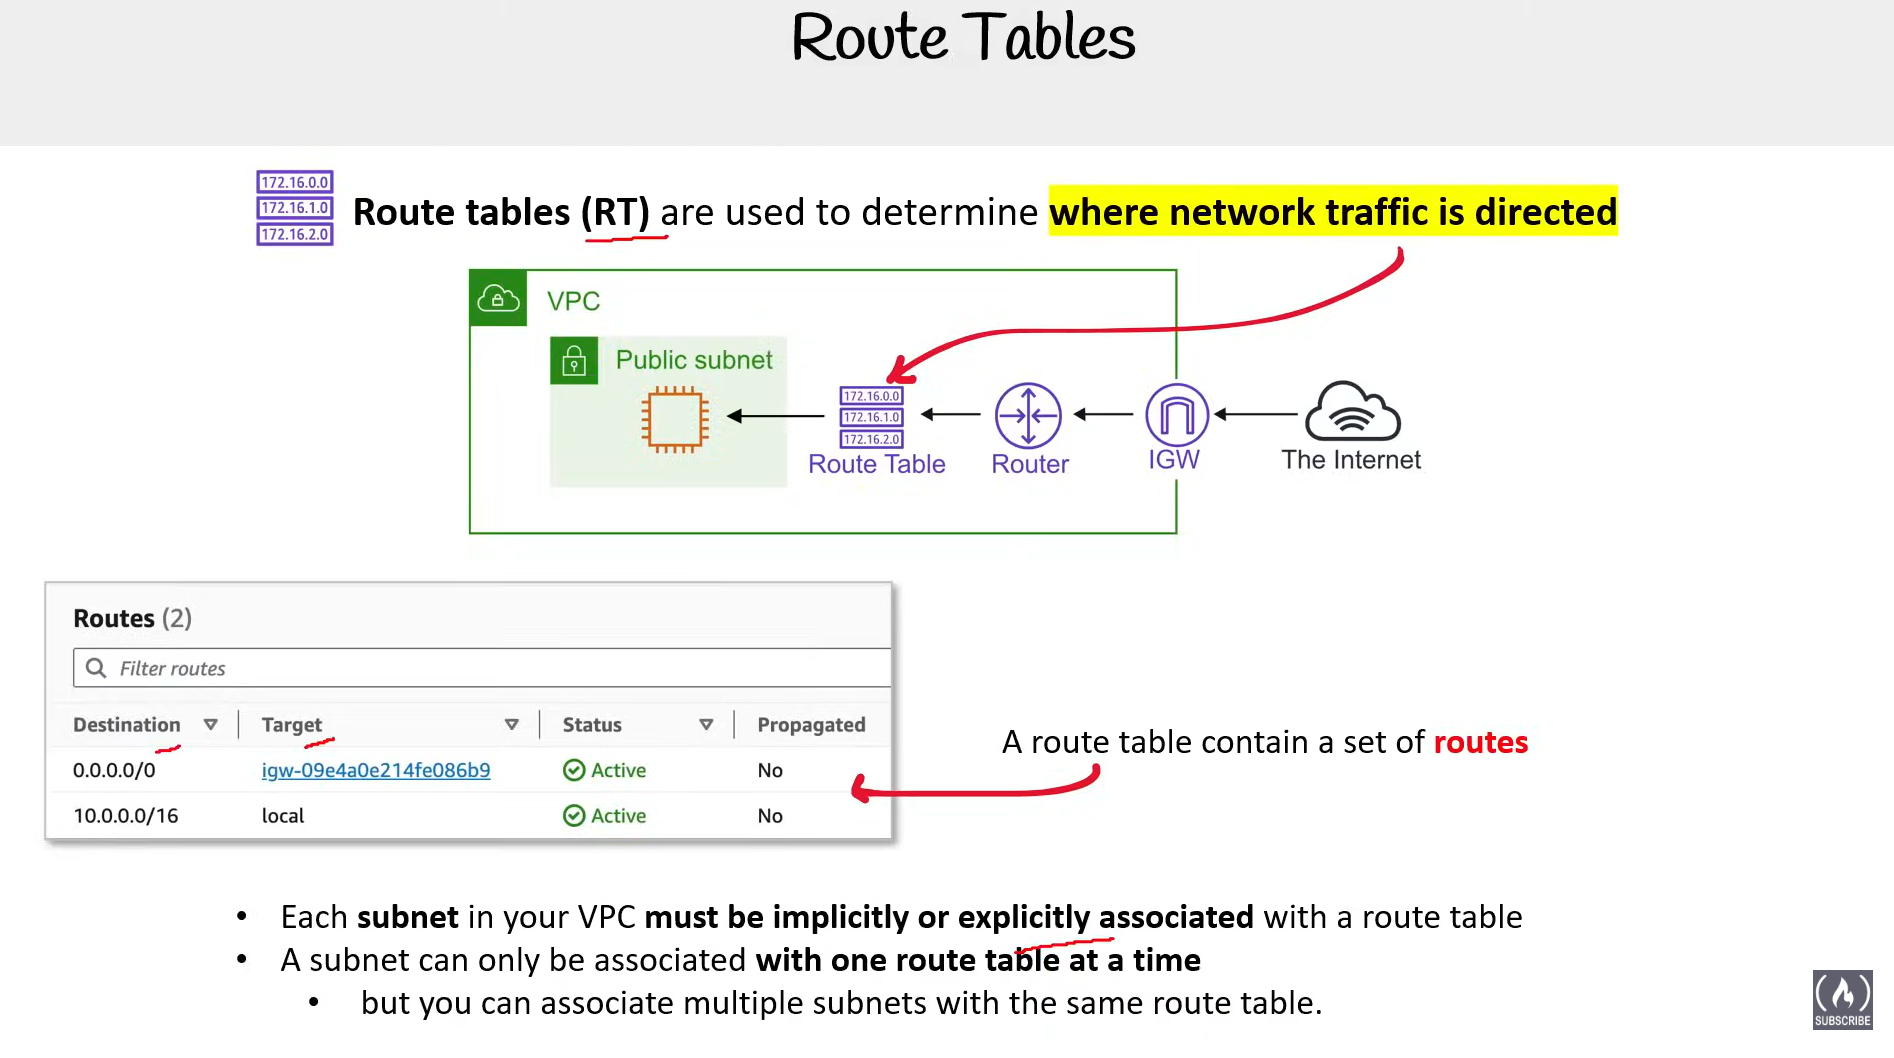 Route Tables
172.16.0.0
172.16.1.0
172.16.2.0
Route tables (RT) are used to determine where network traffic is directed
VPC
Public subnet
172.16.0.0
172.16.1.0
172.16.2.0
Route Table
Router
IGW
The Internet
Routes (2)
Filter routes
Destination Target Status Propagated
0.0.0.0/0 igw-09e4a0e214fe086b9 Active No
10.0.0.0/16 local Active No
A route table contain a set of routes
• Each subnet in your VPC must be implicitly or explicitly associated with a route table
• A subnet can only be associated with one route table at a time
• but you can associate multiple subnets with the same route table.
SUBSCRIBE